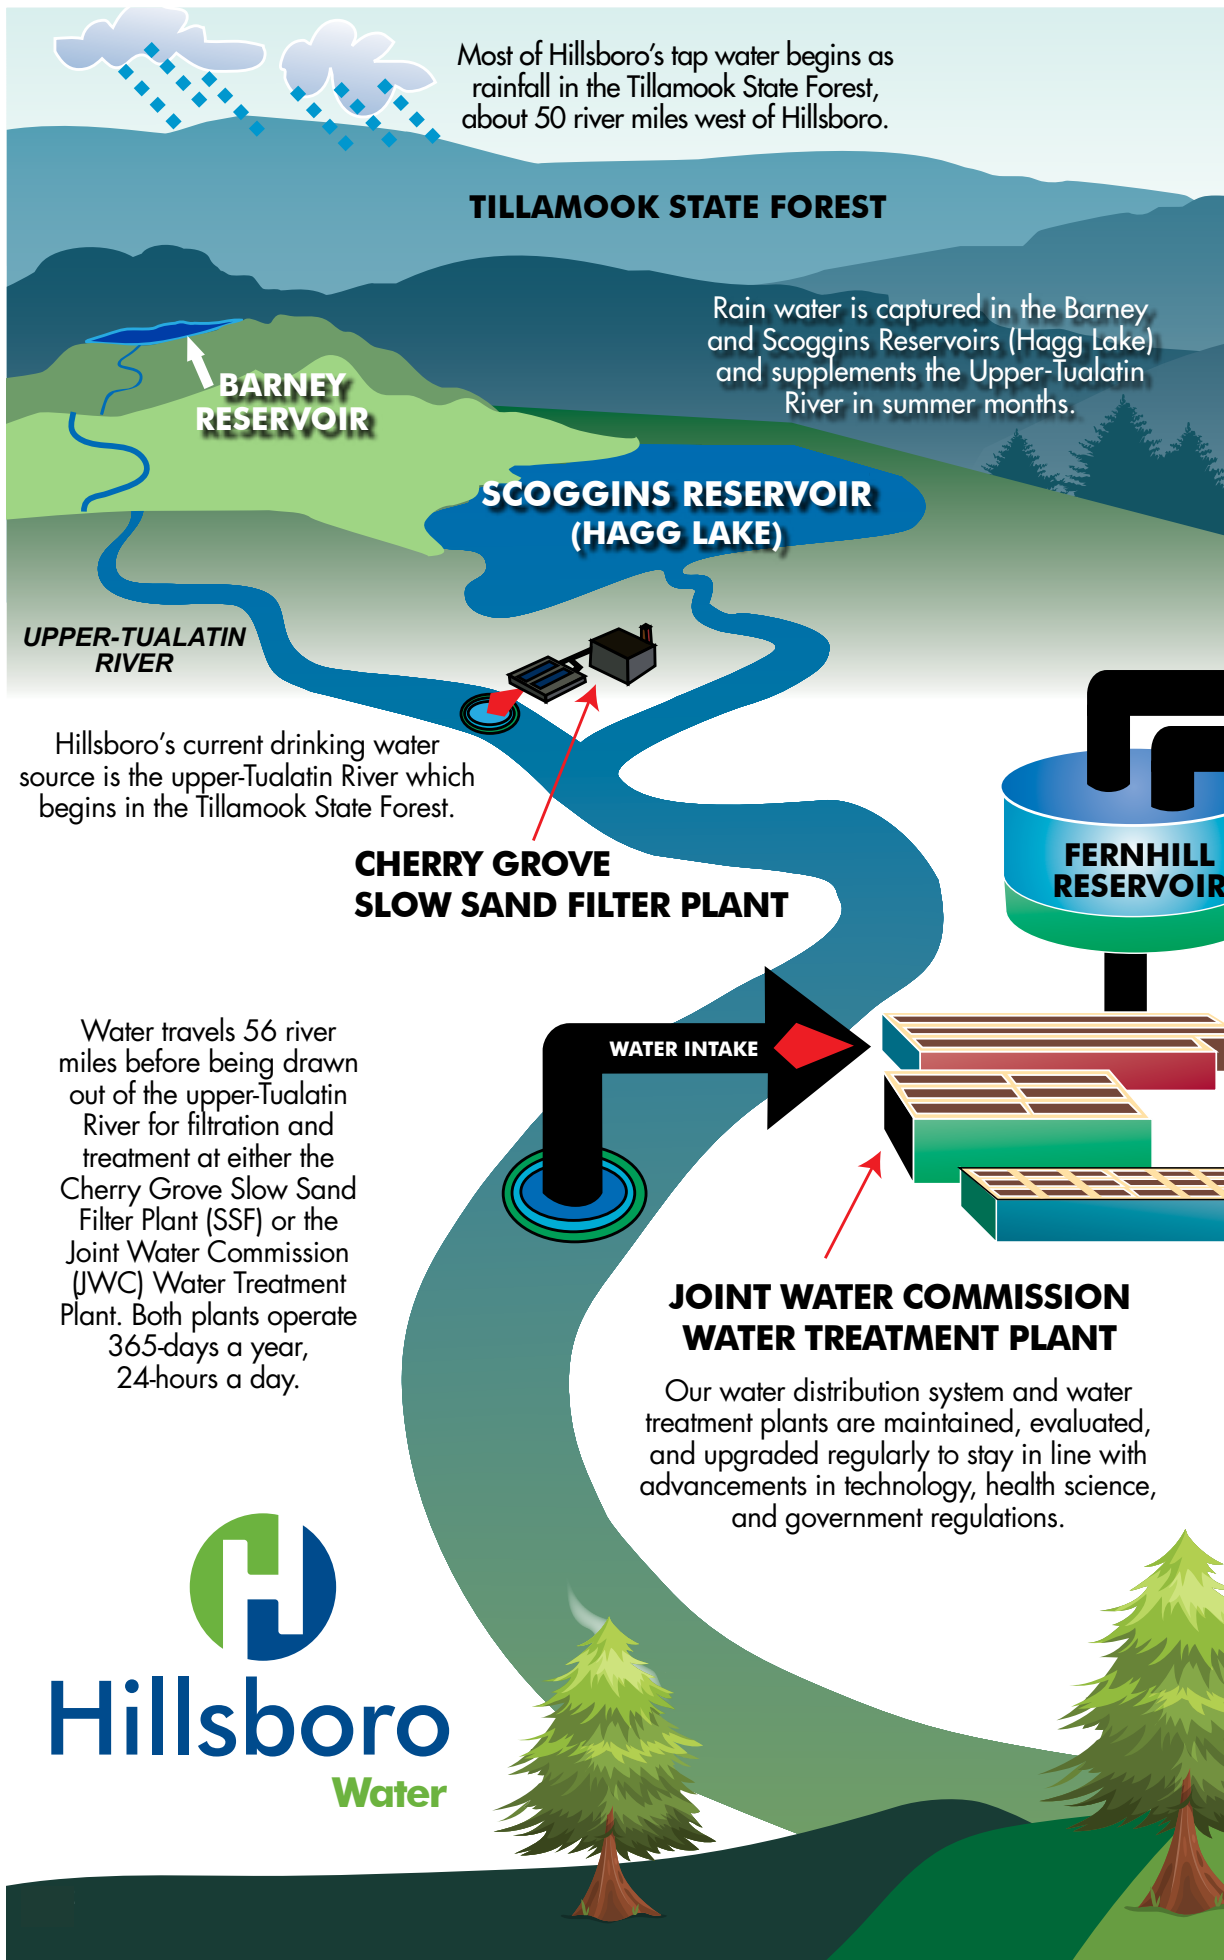 Most of Hillsboro’s tap water begins as
rainfall in the Tillamook State Forest,
about 50 river miles west of Hillsboro.
TILLAMOOK STATE FOREST
Rain water is captured in the Barney
and Scoggins Reservoirs (Hagg Lake)
and supplements the Upper-Tualatin
River in summer months.
BARNEY
RESERVOIR
SCOGGINS RESERVOIR
(HAGG LAKE)
UPPER-TUALATIN
RIVER
Hillsboro’s current drinking water
source is the upper-Tualatin River which
begins in the Tillamook State Forest.
CHERRY GROVE
SLOW SAND FILTER PLANT
FERNHILL
RESERVOIR
Water travels 56 river
miles before being drawn
out of the upper-Tualatin
River for filtration and
treatment at either the
Cherry Grove Slow Sand
Filter Plant (SSF) or the
Joint Water Commission
(JWC) Water Treatment
Plant. Both plants operate
365-days a year,
24-hours a day.
WATER INTAKE
JOINT WATER COMMISSION
WATER TREATMENT PLANT
Our water distribution system and water
treatment plants are maintained, evaluated,
and upgraded regularly to stay in line with
advancements in technology, health science,
and government regulations.
H
Hillsboro
Water